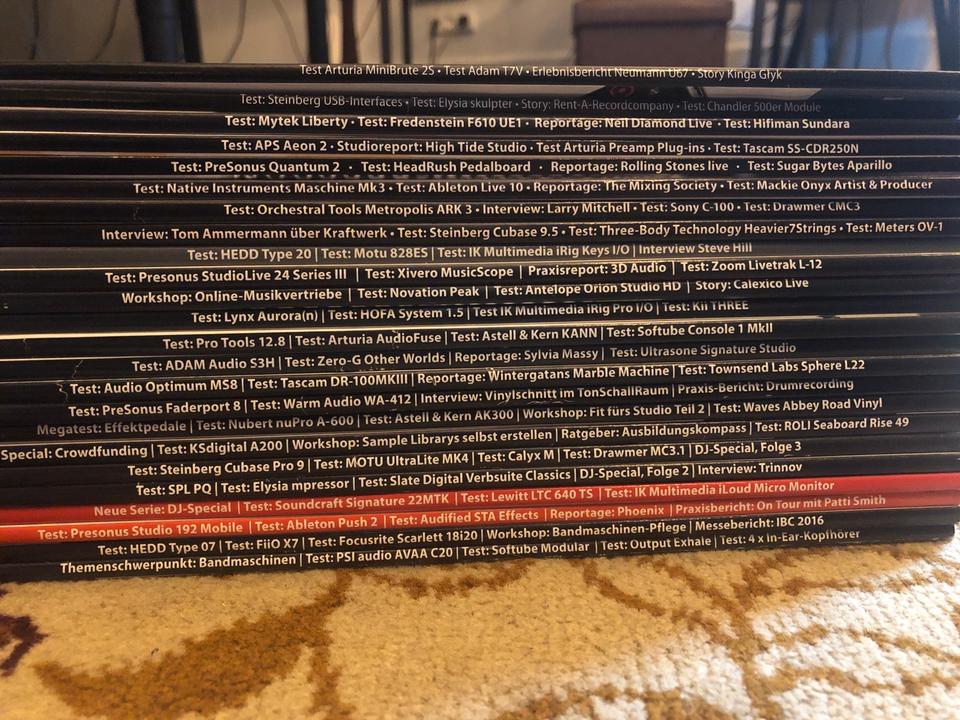 Test Arturia MiniBrute 2S • Test Adam T7V • Erlebnisbericht Neumann U67 • Story Kinga Głyk
Test: Steinberg USB-Interfaces • Test: Elysia skulpter • Story: Rent-A-Recordcompany • Test: Chandler 500er Module
Test: Mytek Liberty • Test: Fredenstein F610 UE1 • Reportage: Neil Diamond Live • Test: Hifiman Sundara
Test: APS Aeon 2 • Studioreport: High Tide Studio • Test Arturia Preamp Plug-ins • Test: Tascam SS-CDR250N
Test: PreSonus Quantum 2 • Test: HeadRush Pedalboard • Reportage: Rolling Stones live • Test: Sugar Bytes Aparillo
Test: Native Instruments Maschine Mk3 • Test: Ableton Live 10 • Reportage: The Mixing Society • Test: Mackie Onyx Artist & Producer
Test: Orchestral Tools Metropolis ARK 3 • Interview: Larry Mitchell • Test: Sony C-100 • Test: Drawmer CMC3
Interview: Tom Ammermann über Kraftwerk • Test: Steinberg Cubase 9.5 • Test: Three-Body Technology Heavier7Strings • Test: Meters OV-1
Test: HEDD Type 20 | Test: Motu 828ES | Test: IK Multimedia iRig Keys I/O | Interview Steve Hill
Test: Presonus StudioLive 24 Series III | Test: Xivero MusicScope | Praxisreport: 3D Audio | Test: Zoom Livetrak L-12
Workshop: Online-Musikvertriebe | Test: Novation Peak | Test: Antelope Orion Studio HD | Story: Calexico Live
Test: Lynx Aurora(n) | Test: HOFA System 1.5 | Test IK Multimedia iRig Pro I/O | Test: Kii THREE
Test: Pro Tools 12.8 | Test: Arturia AudioFuse | Test: Astell & Kern KANN | Test: Softube Console 1 MkII
Test: ADAM Audio S3H | Test: Zero-G Other Worlds | Reportage: Sylvia Massy | Test: Ultrasone Signature Studio
Test: Audio Optimum MS8 | Test: Tascam DR-100MKIII | Reportage: Wintergatans Marble Machine | Test: Townsend Labs Sphere L22
Test: PreSonus Faderport 8 | Test: Warm Audio WA-412 | Interview: Vinylschnitt im TonSchallRaum | Praxis-Bericht: Drumrecording
Megatest: Effektpedale | Test: Nubert nuPro A-600 | Test: Astell & Kern AK300 | Workshop: Fit fürs Studio Teil 2 | Test: Waves Abbey Road Vinyl
Special: Crowdfunding | Test: KSdigital A200 | Workshop: Sample Librarys selbst erstellen | Ratgeber: Ausbildungskompass | Test: ROLI Seaboard Rise 49
Test: Steinberg Cubase Pro 9 | Test: MOTU UltraLite MK4 | Test: Calyx M | Test: Drawmer MC3.1 | DJ-Special, Folge 3
Test: SPL PQ | Test: Elysia mpressor | Test: Slate Digital Verbsuite Classics | DJ-Special, Folge 2 | Interview: Trinnov
Neue Serie: DJ-Special | Test: Soundcraft Signature 22MTK | Test: Lewitt LTC 640 TS | Test: IK Multimedia iLoud Micro Monitor
Test: Presonus Studio 192 Mobile | Test: Ableton Push 2 | Test: Audified STA Effects | Reportage: Phoenix | Praxisbericht: On Tour mit Patti Smith
Test: HEDD Type 07 | Test: FiiO X7 | Test: Focusrite Scarlett 18i20 | Workshop: Bandmaschinen-Pflege | Messebericht: IBC 2016
Themenschwerpunkt: Bandmaschinen | Test: PSI audio AVAA C20 | Test: Softube Modular | Test: Output Exhale | Test: 4 x in-Ear-Kopfhörer